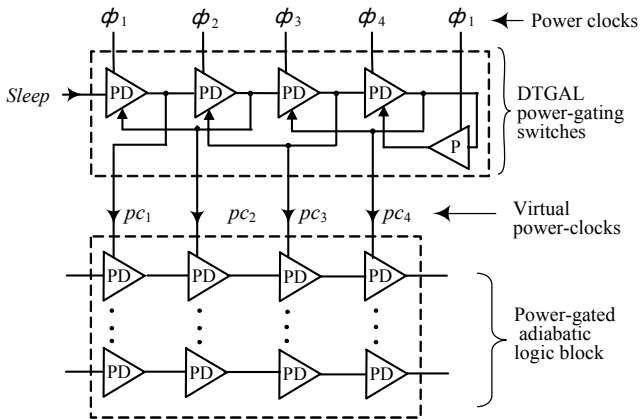 ϕ1 ϕ2 ϕ3 ϕ4 ϕ1 Power clocks
Sleep PD PD PD PD P
DTGAL
power-gating
switches
pc1 pc2 pc3 pc4
Virtual
power-clocks
PD PD PD PD
Power-gated
adiabatic
logic block
PD PD PD PD